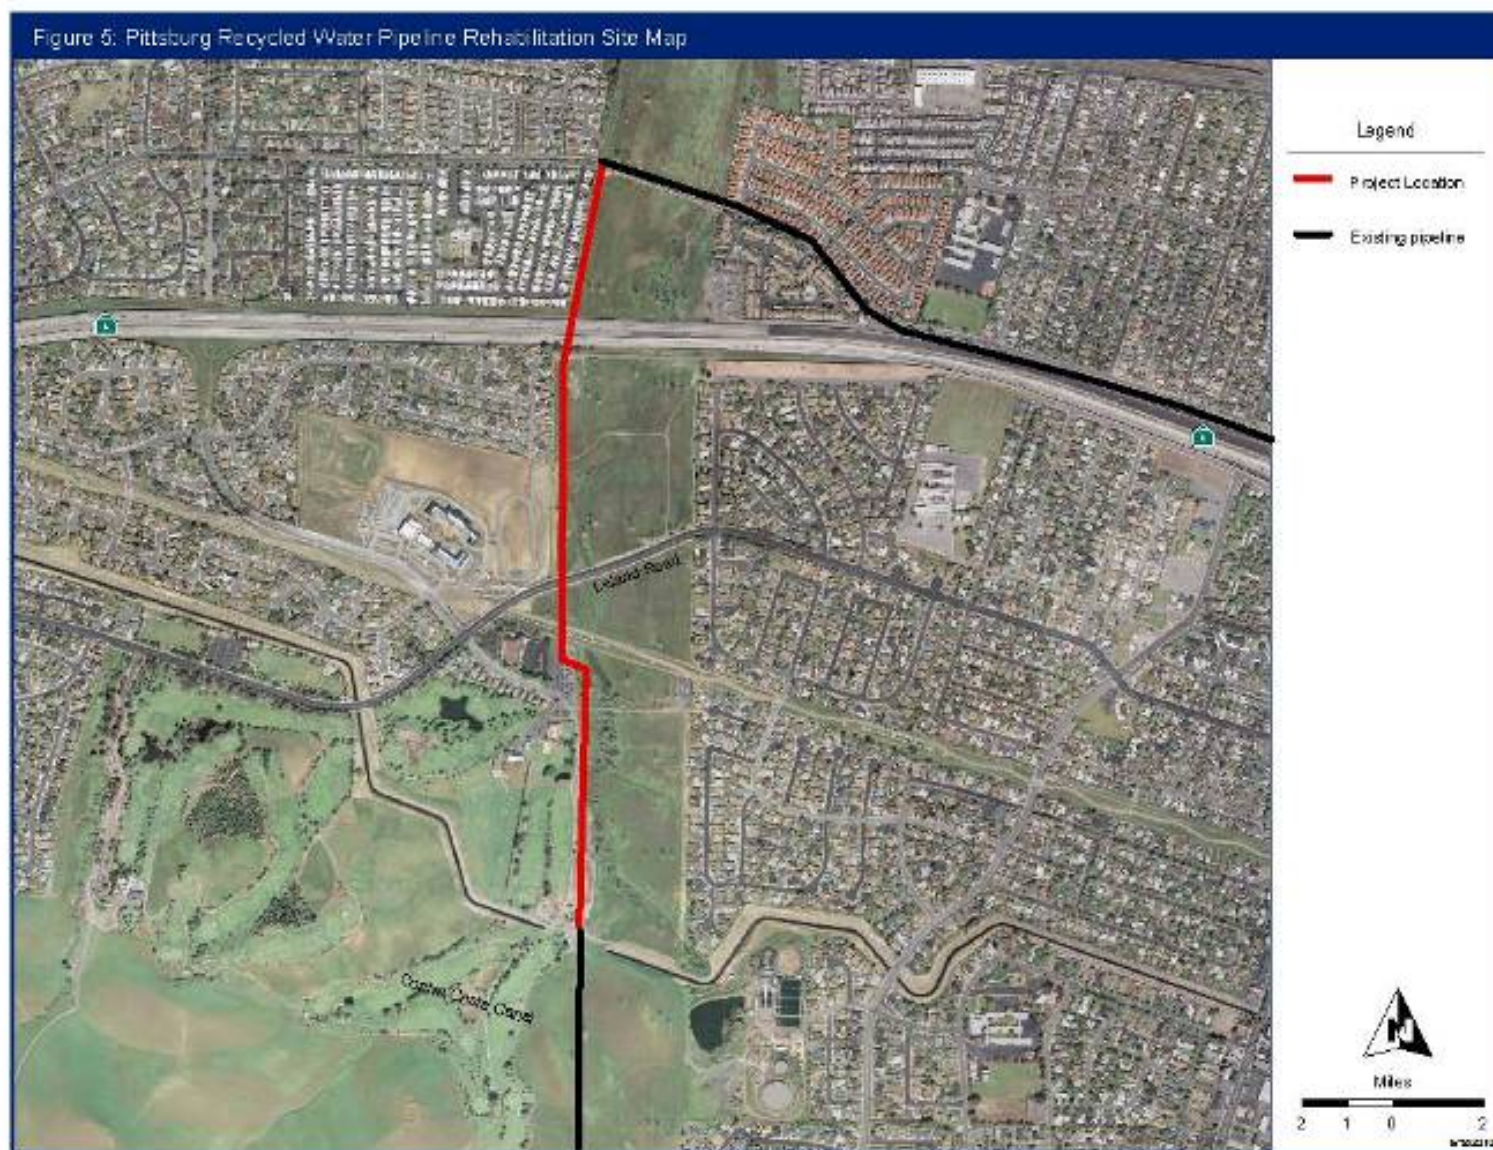 Figure 5: Pittsburg Recycled Water Pipeline Rehabilitation Site Map
Legend
Project Location
Existing pipeline
Leland Road
Contra Costa Canal
N
Miles
2 1 0 2